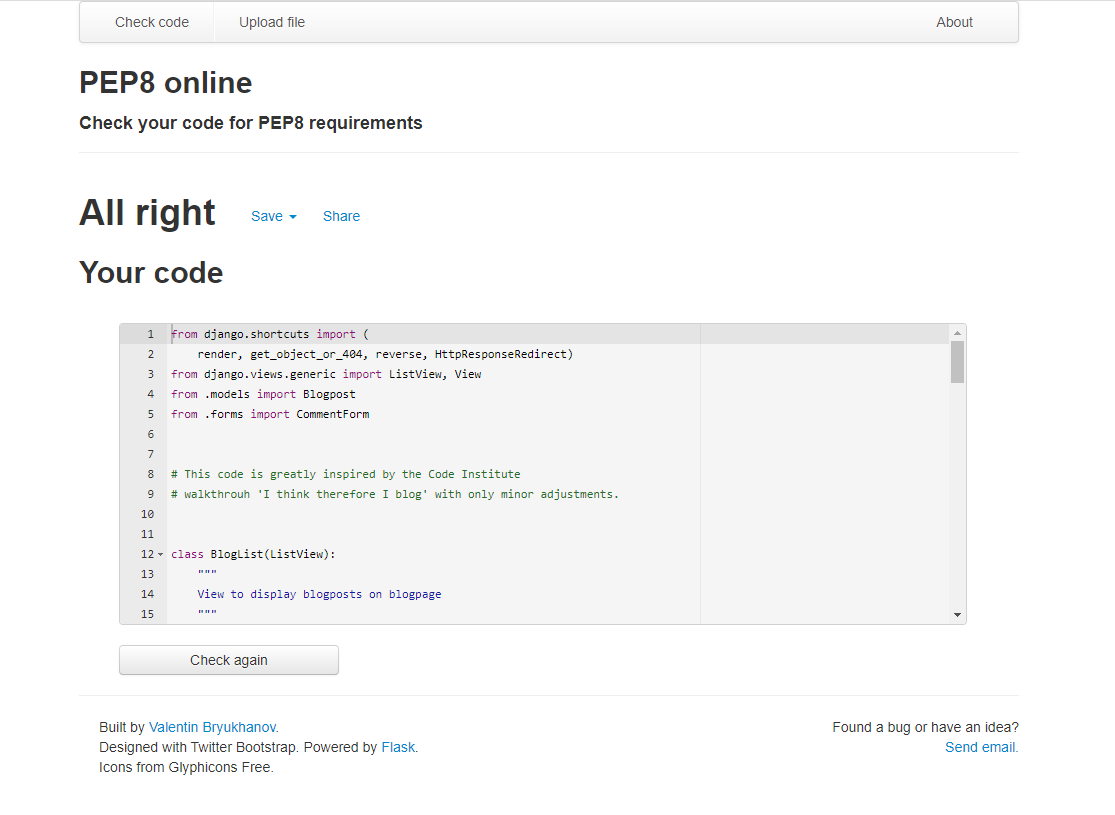 Check code Upload file About
PEP8 online
Check your code for PEP8 requirements
All right Save Share
Your code
1 from django.shortcuts import (
2 render, get_object_or_404, reverse, HttpResponseRedirect)
3 from django.views.generic import ListView, View
4 from .models import Blogpost
5 from .forms import CommentForm
6
7
8 # This code is greatly inspired by the Code Institute
9 # walkthrouh 'I think therefore I blog' with only minor adjustments.
10
11
12 class BlogList(ListView):
13 """
14 View to display blogposts on blogpage
15 """
Check again
Built by Valentin Bryukhanov. Found a bug or have an idea?
Designed with Twitter Bootstrap. Powered by Flask. Send email.
Icons from Glyphicons Free.